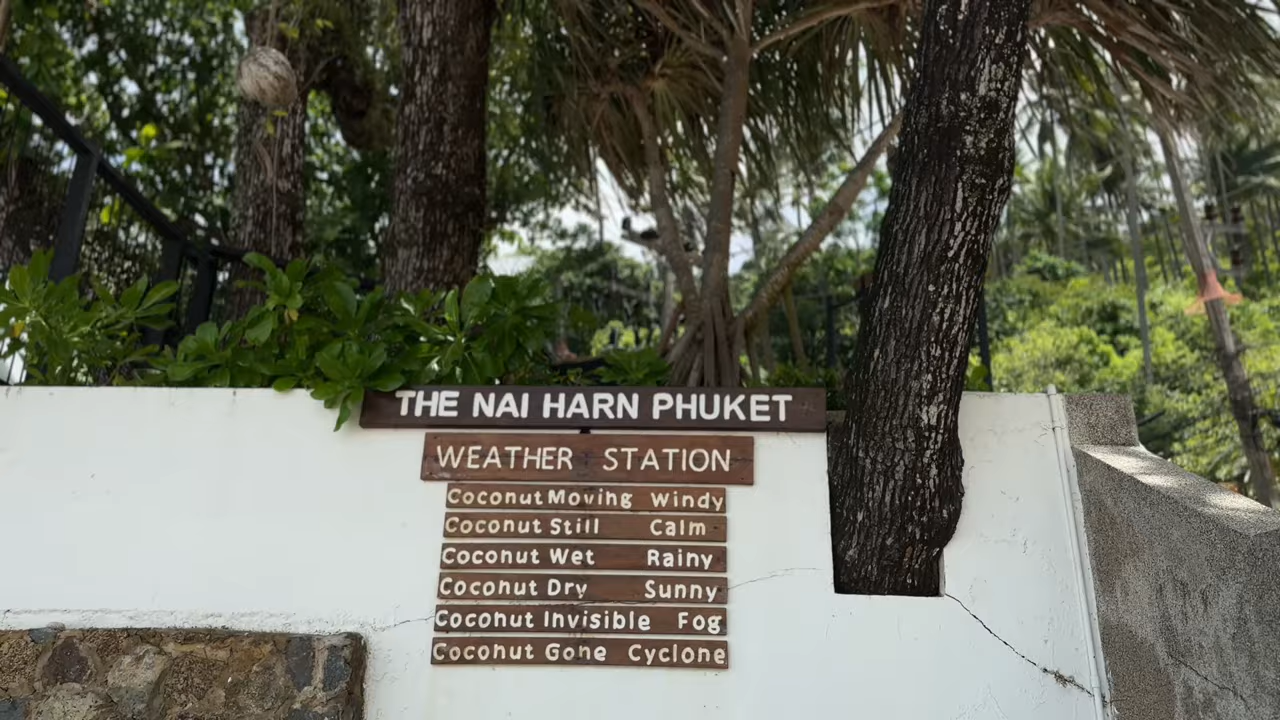 THE NAI HARN PHUKET
WEATHER STATION
Coconut Moving Windy
Coconut Still Calm
Coconut Wet Rainy
Coconut Dry Sunny
Coconut Invisible Fog
Coconut Gone Cyclone